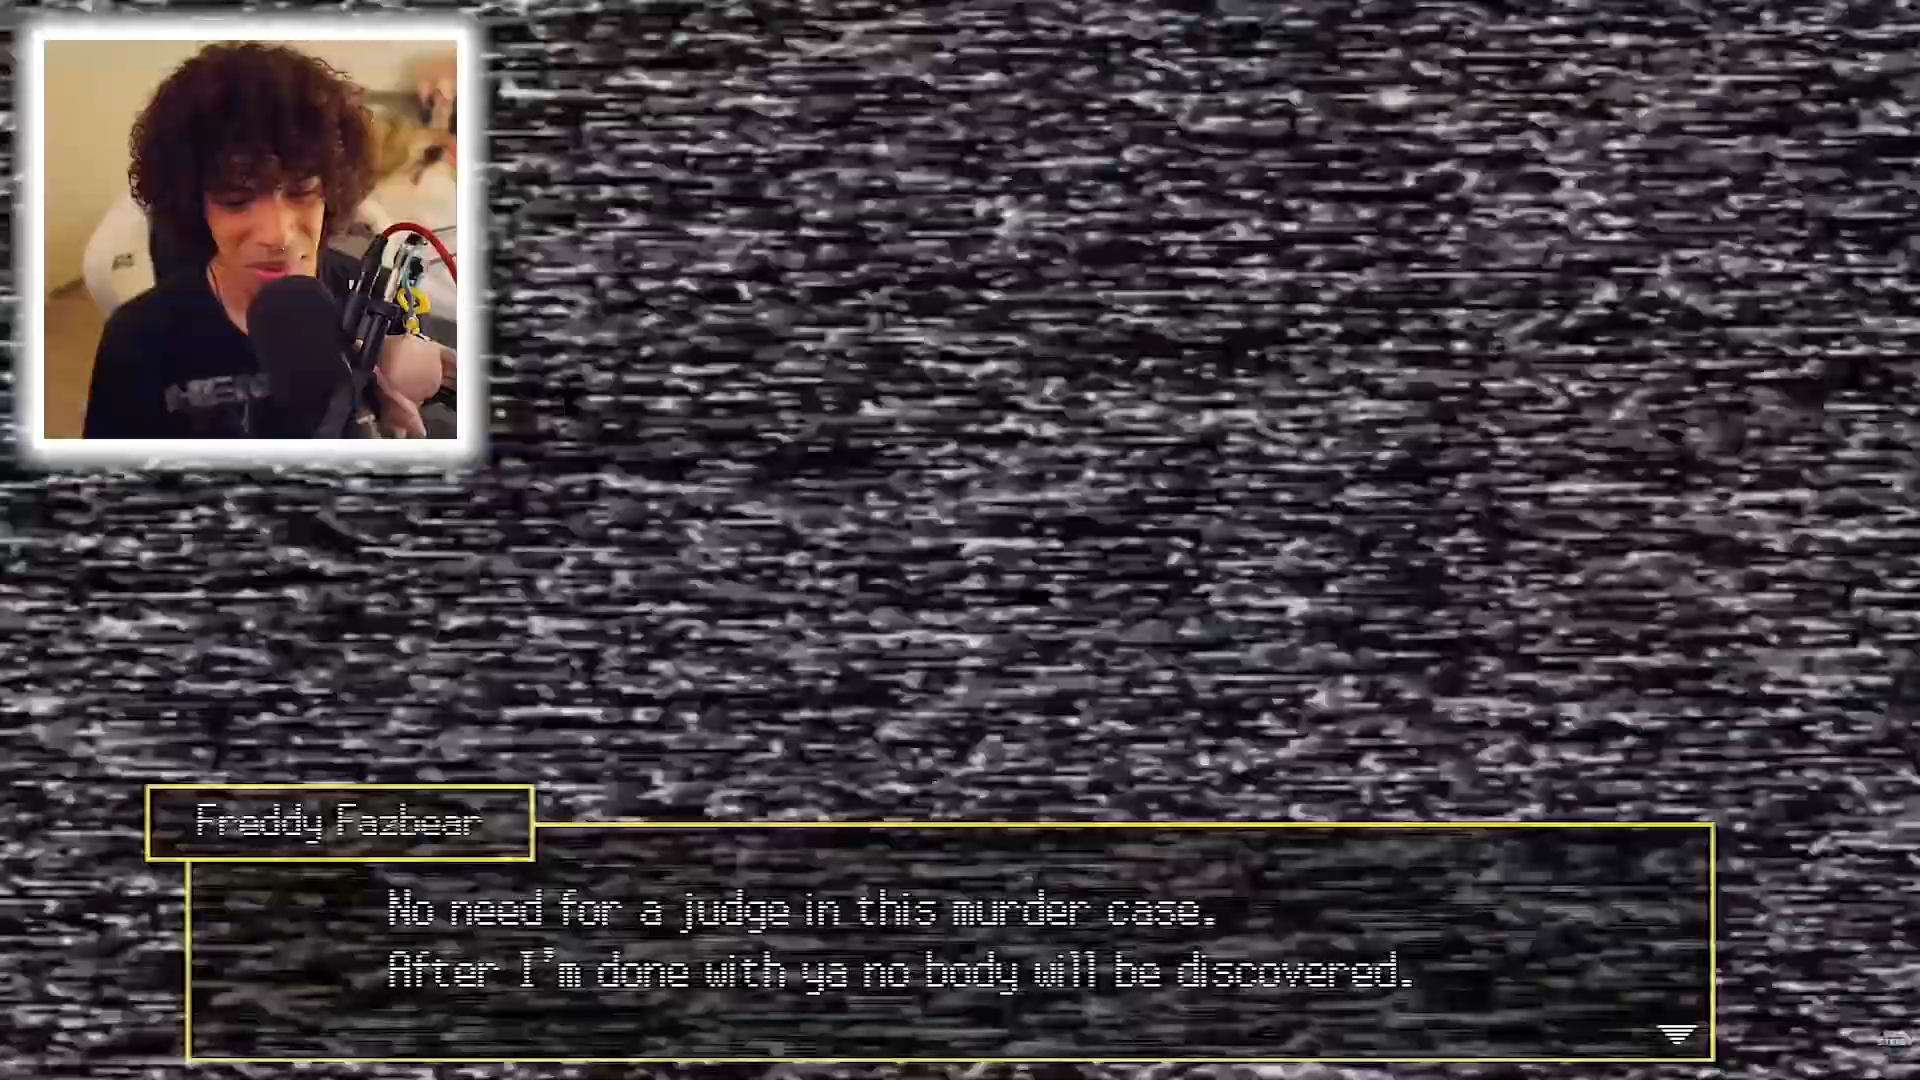 Freddy Fazbear
No need for a judge in this murder case.
After I'm done with ya no body will be discovered.